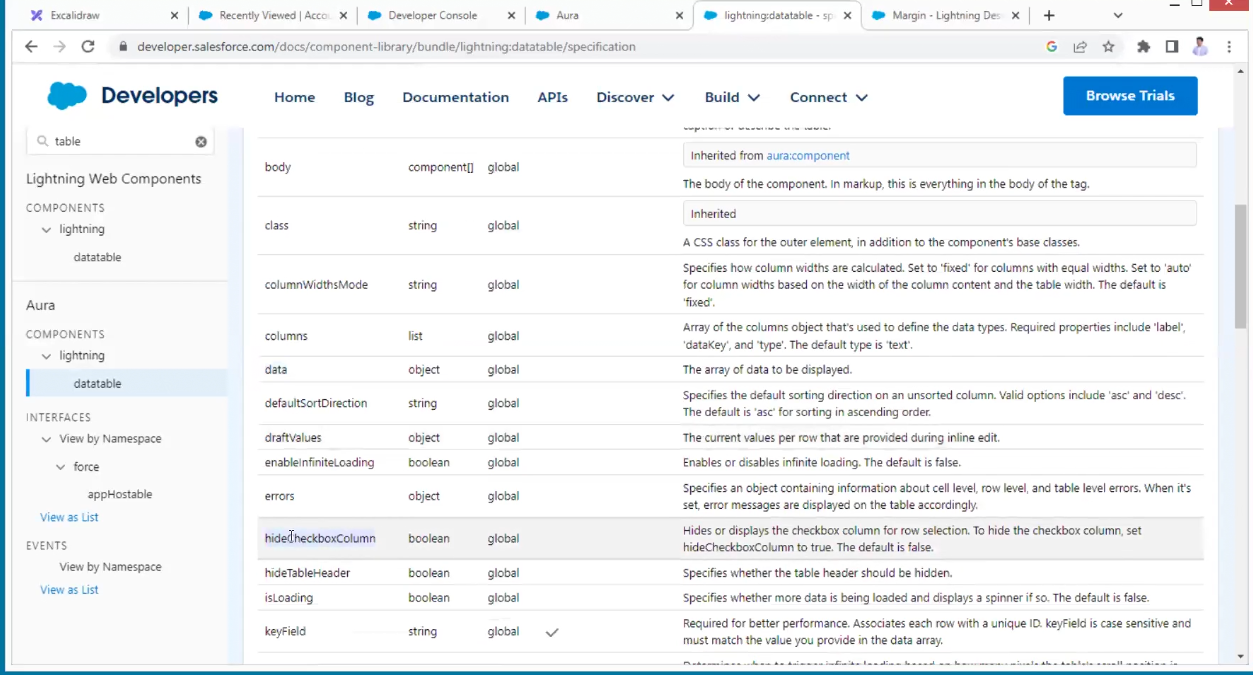 Excalidraw
Recently Viewed | Accou
Developer Console
Aura
lightning:datatable - spe
Margin - Lightning Des
developer.salesforce.com/docs/component-library/bundle/lightning:datatable/specification
Developers
Home
Blog
Documentation
APIs
Discover
Build
Connect
Browse Trials
table
Lightning Web Components
COMPONENTS
lightning
datatable
Aura
COMPONENTS
lightning
datatable
INTERFACES
View by Namespace
force
appHostable
View as List
EVENTS
View by Namespace
View as List
caption or describe the table.
body component[] global
Inherited from aura:component
The body of the component. In markup, this is everything in the body of the tag.
class string global
Inherited
A CSS class for the outer element, in addition to the component's base classes.
columnWidthsMode string global
Specifies how column widths are calculated. Set to 'fixed' for columns with equal widths. Set to 'auto'
for column widths based on the width of the column content and the table width. The default is
'fixed'.
columns list global
Array of the columns object that's used to define the data types. Required properties include 'label',
'dataKey', and 'type'. The default type is 'text'.
data object global The array of data to be displayed.
defaultSortDirection string global
Specifies the default sorting direction on an unsorted column. Valid options include 'asc' and 'desc'.
The default is 'asc' for sorting in ascending order.
draftValues object global The current values per row that are provided during inline edit.
enableInfiniteLoading boolean global Enables or disables infinite loading. The default is false.
errors object global
Specifies an object containing information about cell level, row level, and table level errors. When it's
set, error messages are displayed on the table accordingly.
hideCheckboxColumn boolean global
Hides or displays the checkbox column for row selection. To hide the checkbox column, set
hideCheckboxColumn to true. The default is false.
hideTableHeader boolean global Specifies whether the table header should be hidden.
isLoading boolean global Specifies whether more data is being loaded and displays a spinner if so. The default is false.
keyField string global
Required for better performance. Associates each row with a unique ID. keyField is case sensitive and
must match the value you provide in the data array.